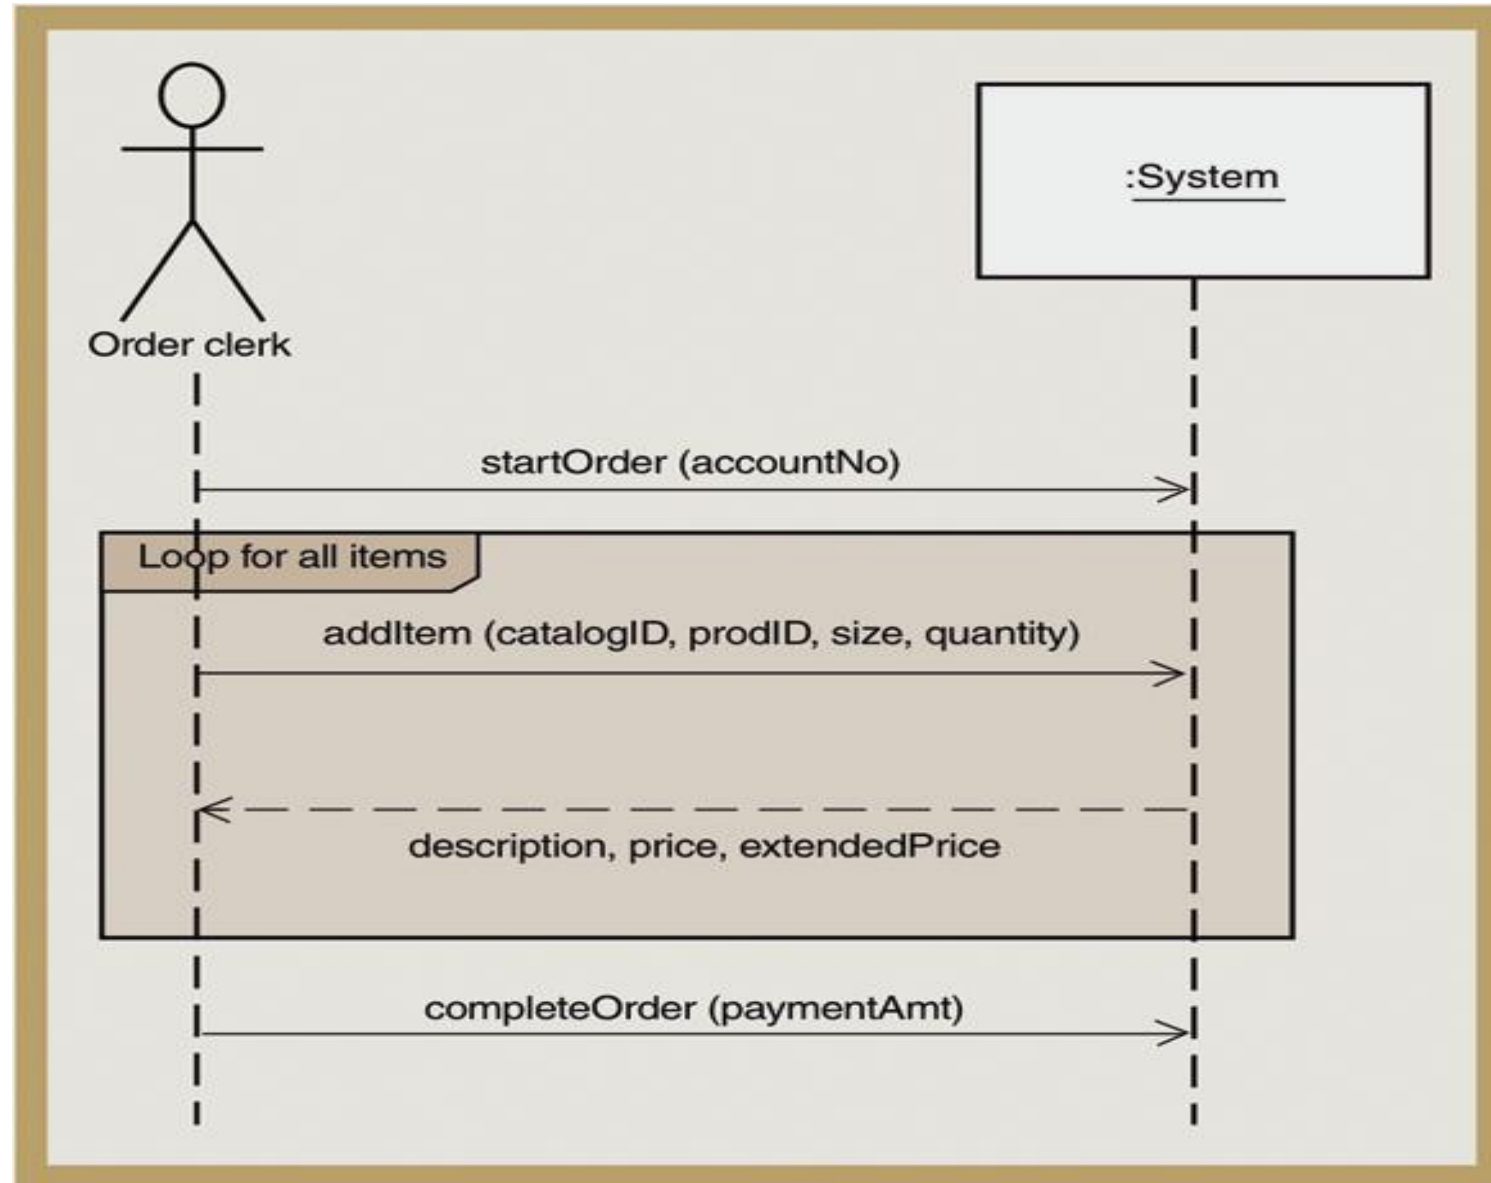 :System
Order clerk
startOrder (accountNo)
Loop for all items
addItem (catalogID, prodID, size, quantity)
description, price, extendedPrice
completeOrder (paymentAmt)